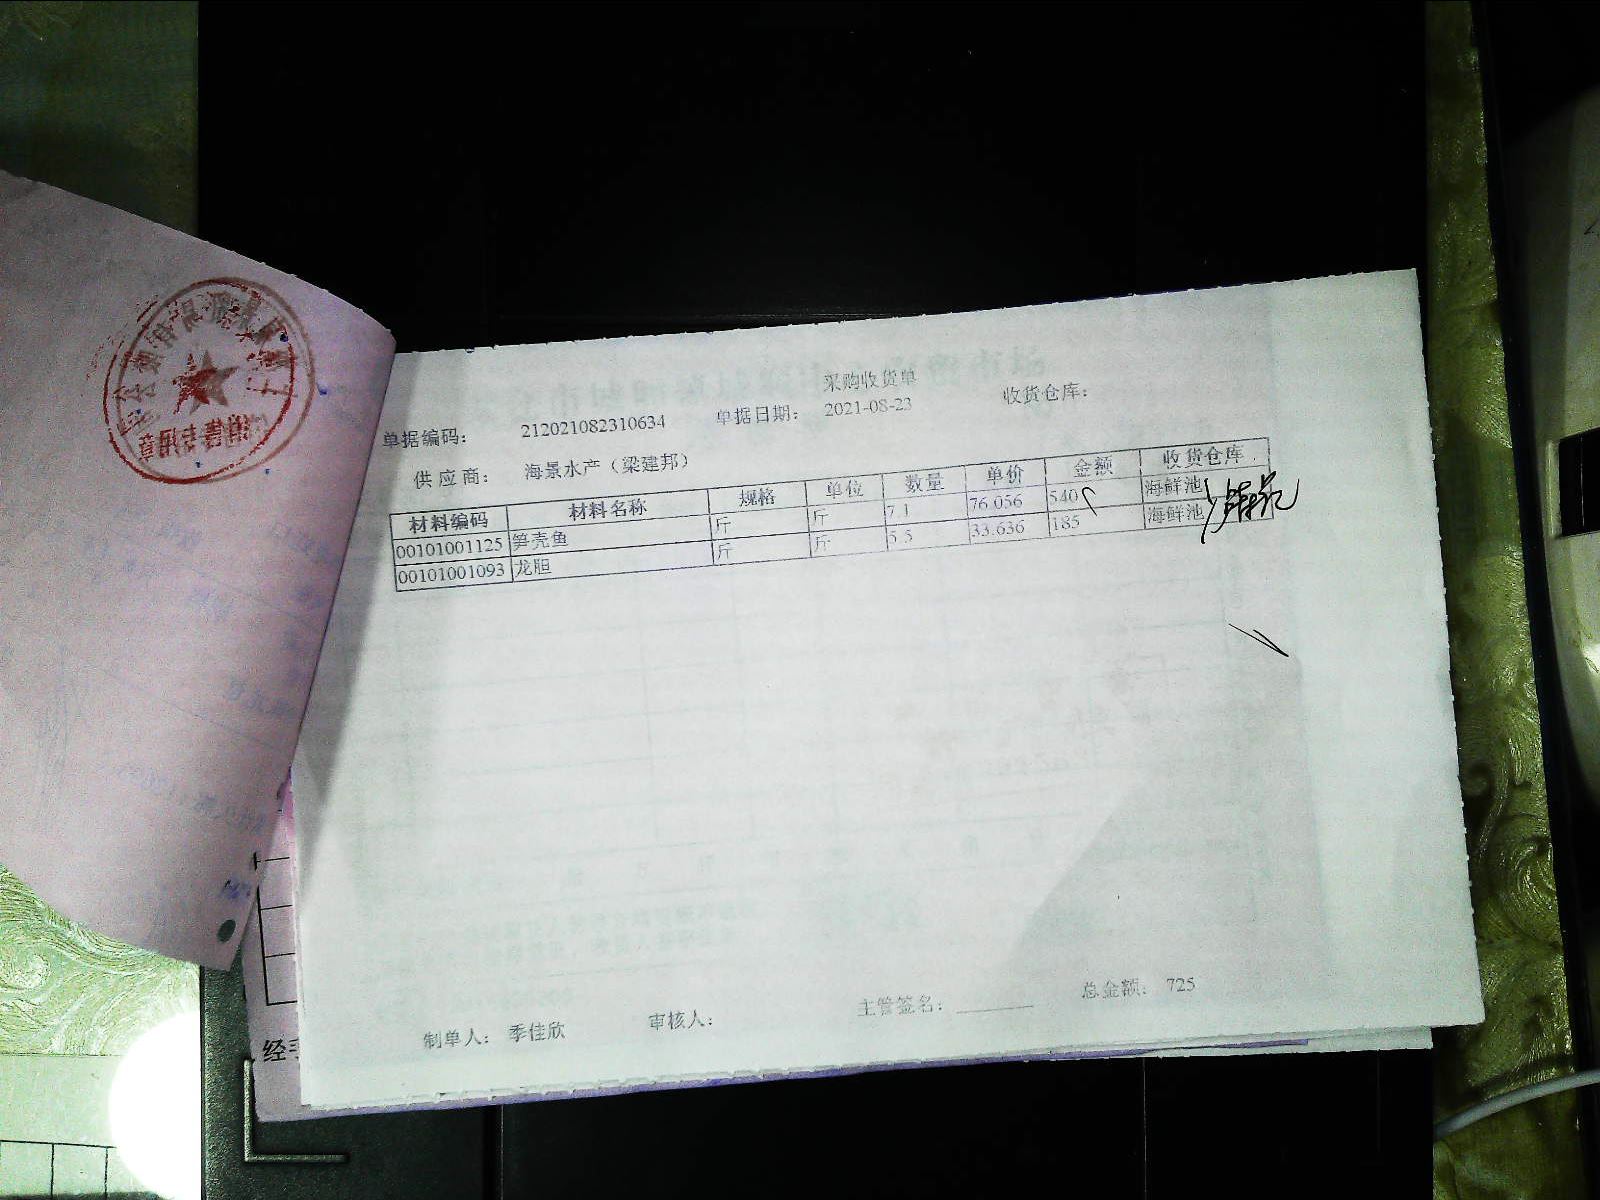 采购收货单
单据编码： 212021082310634 单据日期： 2021-08-23 收货仓库：
供应商： 海景水产（梁建邦）
材料编码 材料名称 规格 单位 数量 单价 金额 收货仓库
00101001125 笋壳鱼 斤 斤 7.1 76.056 540 海鲜池
00101001093 龙胆 斤 斤 5.5 33.636 185 海鲜池
制单人： 季佳欣 审核人： 主管签名： 总金额： 725
销售专用章